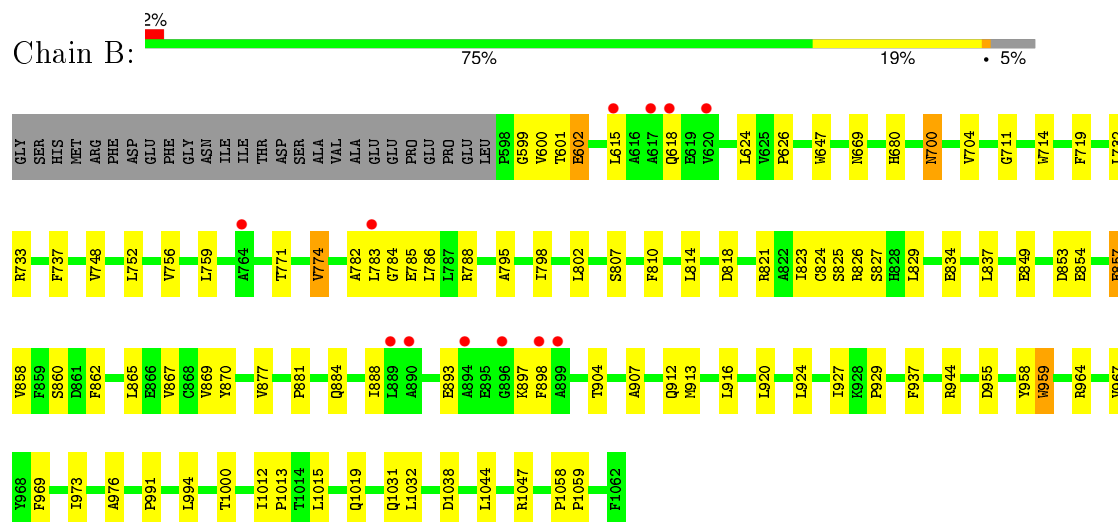 2%
Chain B:
75% 19% • 5%
GLY SER HIS MET ARG PHE ASP GLU PHE GLY ASN ILE ILE THR ASP SER ALA VAL ALA GLU GLU PRO GLU PRO GLU LEU P598 G599 V600 T601 E602 L615 A616 A617 Q618 E619 V620 L624 V625 P626 W647 N669 H680 N700 V704 G711 W714 F719 L732
R733 F737 V748 L752 V756 L759 A764 T771 V774 A782 L783 G784 E785 L786 L787 R788 A795 I798 L802 S807 F810 L814 D818 R821 A822 I823 C824 S825 R826 S827 H828 L829 E834 L837 E849 D853 E854
V858 F859 S860 D861 F862 L865 E866 V867 C868 V869 Y870 V877 P881 Q884 I888 L889 A890 E893 A894 E895 G896 K897 F898 A899 T904 A907 Q912 M913 L916 L920 L924 I927 K928 P929 F937 R944 D955 Y958 W959 R964 V967
Y968 F969 I973 A976 P991 L994 T1000 I1012 P1013 T1014 L1015 Q1019 Q1031 L1032 D1038 L1044 R1047 P1058 P1059 F1062